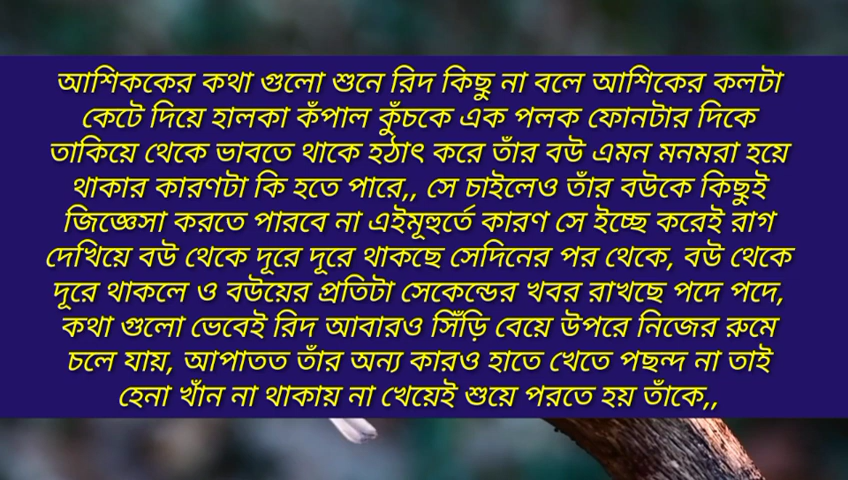 আশিককের কথা গুলো শুনে রিদ কিছু না বলে আশিকের কলটা
কেটে দিয়ে হালকা কঁপাল কুঁচকে এক পলক ফোনটার দিকে
তাকিয়ে থেকে ভাবতে থাকে হঠাৎ করে তাঁর বউ এমন মনমরা হয়ে
থাকার কারণটা কি হতে পারে,, সে চাইলেও তাঁর বউকে কিছুই
জিজ্ঞেসা করতে পারবে না এইমূহুর্তে কারণ সে ইচ্ছে করেই রাগ
দেখিয়ে বউ থেকে দূরে দূরে থাকছে সেদিনের পর থেকে, বউ থেকে
দূরে থাকলে ও বউয়ের প্রতিটা সেকেন্ডের খবর রাখছে পদে পদে,
কথা গুলো ভেবেই রিদ আবারও সিঁড়ি বেয়ে উপরে নিজের রুমে
চলে যায়, আপাতত তাঁর অন্য কারও হাতে খেতে পছন্দ না তাই
হেনা খাঁন না থাকায় না খেয়েই শুয়ে পরতে হয় তাঁকে,,